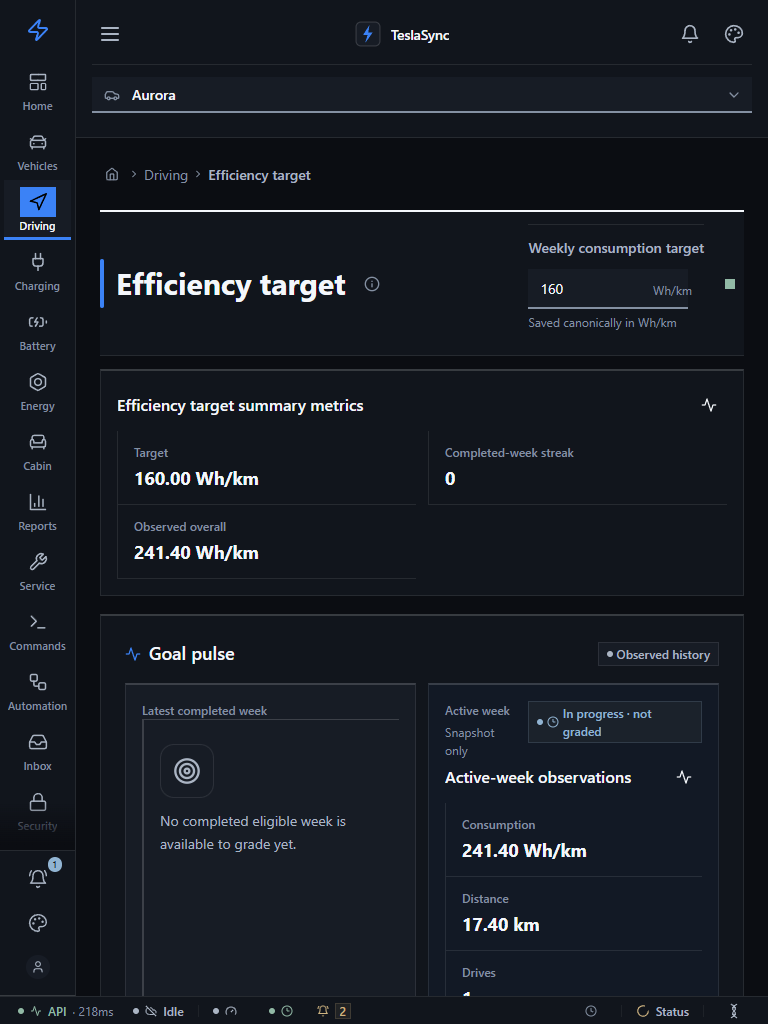 TeslaSync
Aurora
Home
Vehicles
Driving
Charging
Battery
Energy
Cabin
Reports
Service
Commands
Automation
Inbox
Security
1
Driving
Efficiency target
Efficiency target
Weekly consumption target
160
Wh/km
Saved canonically in Wh/km
Efficiency target summary metrics
Target
160.00 Wh/km
Completed-week streak
0
Observed overall
241.40 Wh/km
Goal pulse
Observed history
Latest completed week
No completed eligible week is
available to grade yet.
Active week
Snapshot
only
In progress · not
graded
Active-week observations
Consumption
241.40 Wh/km
Distance
17.40 km
Drives
API · 218ms
Idle
2
Status